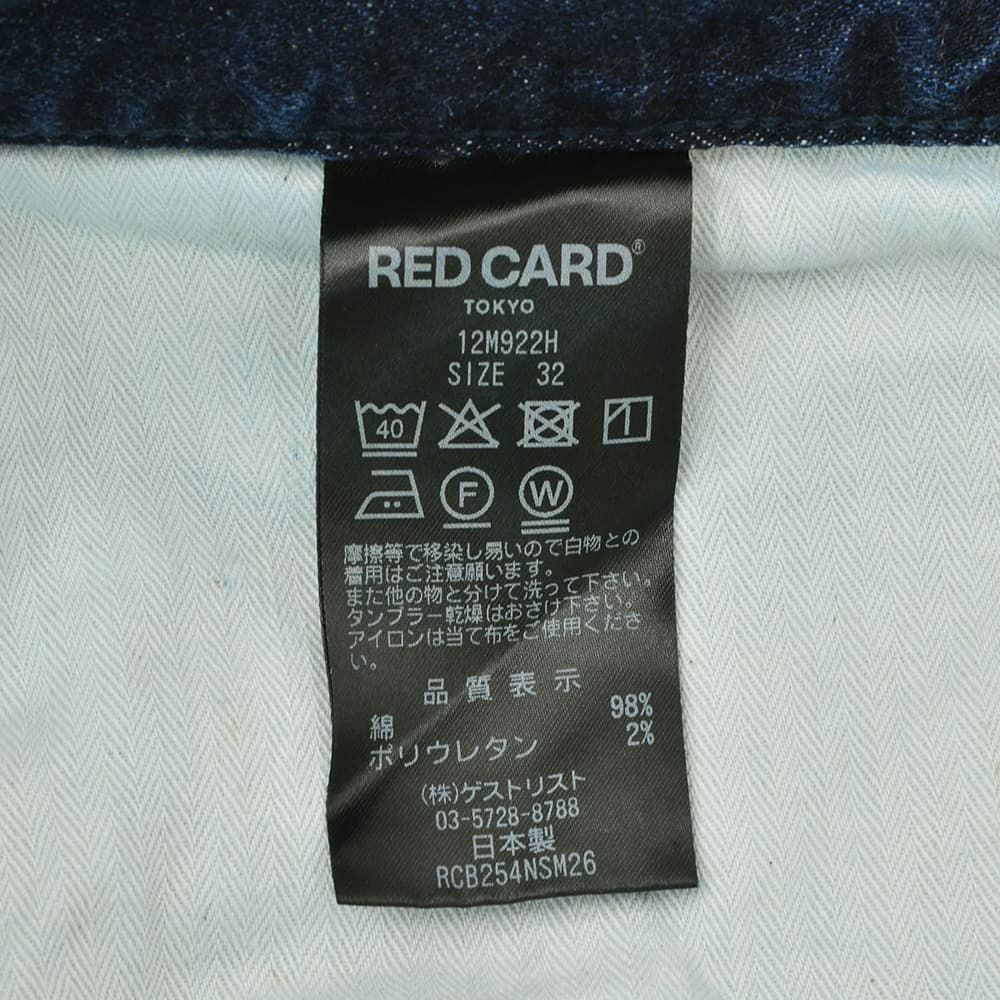 RED CARD®
TOKYO
12M922H
SIZE 32
40
F W
摩擦等で移染し易いので白物との
着用はご注意願います。
また他の物と分けて洗って下さい。
タンブラー乾燥はおさけ下さい。
アイロンは当て布をご使用くださ
い。
品質表示
綿 98%
ポリウレタン 2%
(株)ゲストリスト
03-5728-8788
日本製
RCB254NSM26